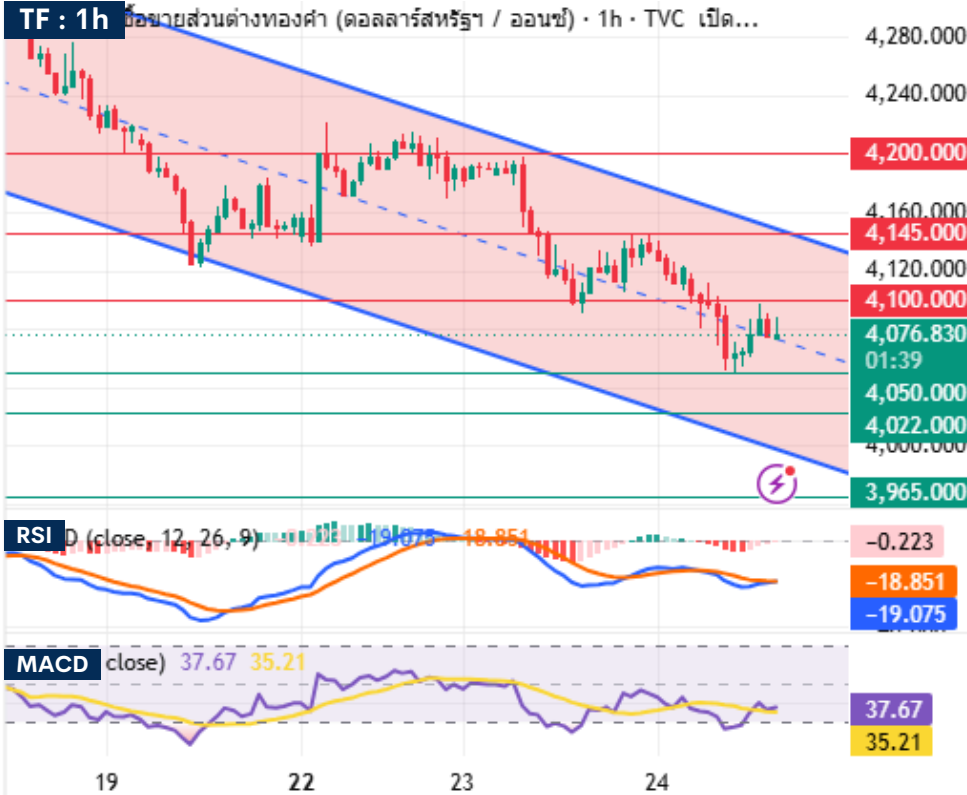 TF : 1h
ซื้อขายส่วนต่างทองคำ (ดอลลาร์สหรัฐฯ / ออนซ์) · 1h · TVC เปิด...
4,280.000
4,240.000
4,200.000
4,160.000
4,145.000
4,120.000
4,100.000
4,076.830
01:39
4,050.000
4,022.000
4,000.000
3,965.000
RSI
D (close, 12, 26, 9) -0.223 -19.075 -18.851
-0.223
-18.851
-19.075
MACD
close) 37.67 35.21
37.67
35.21
19 22 23 24